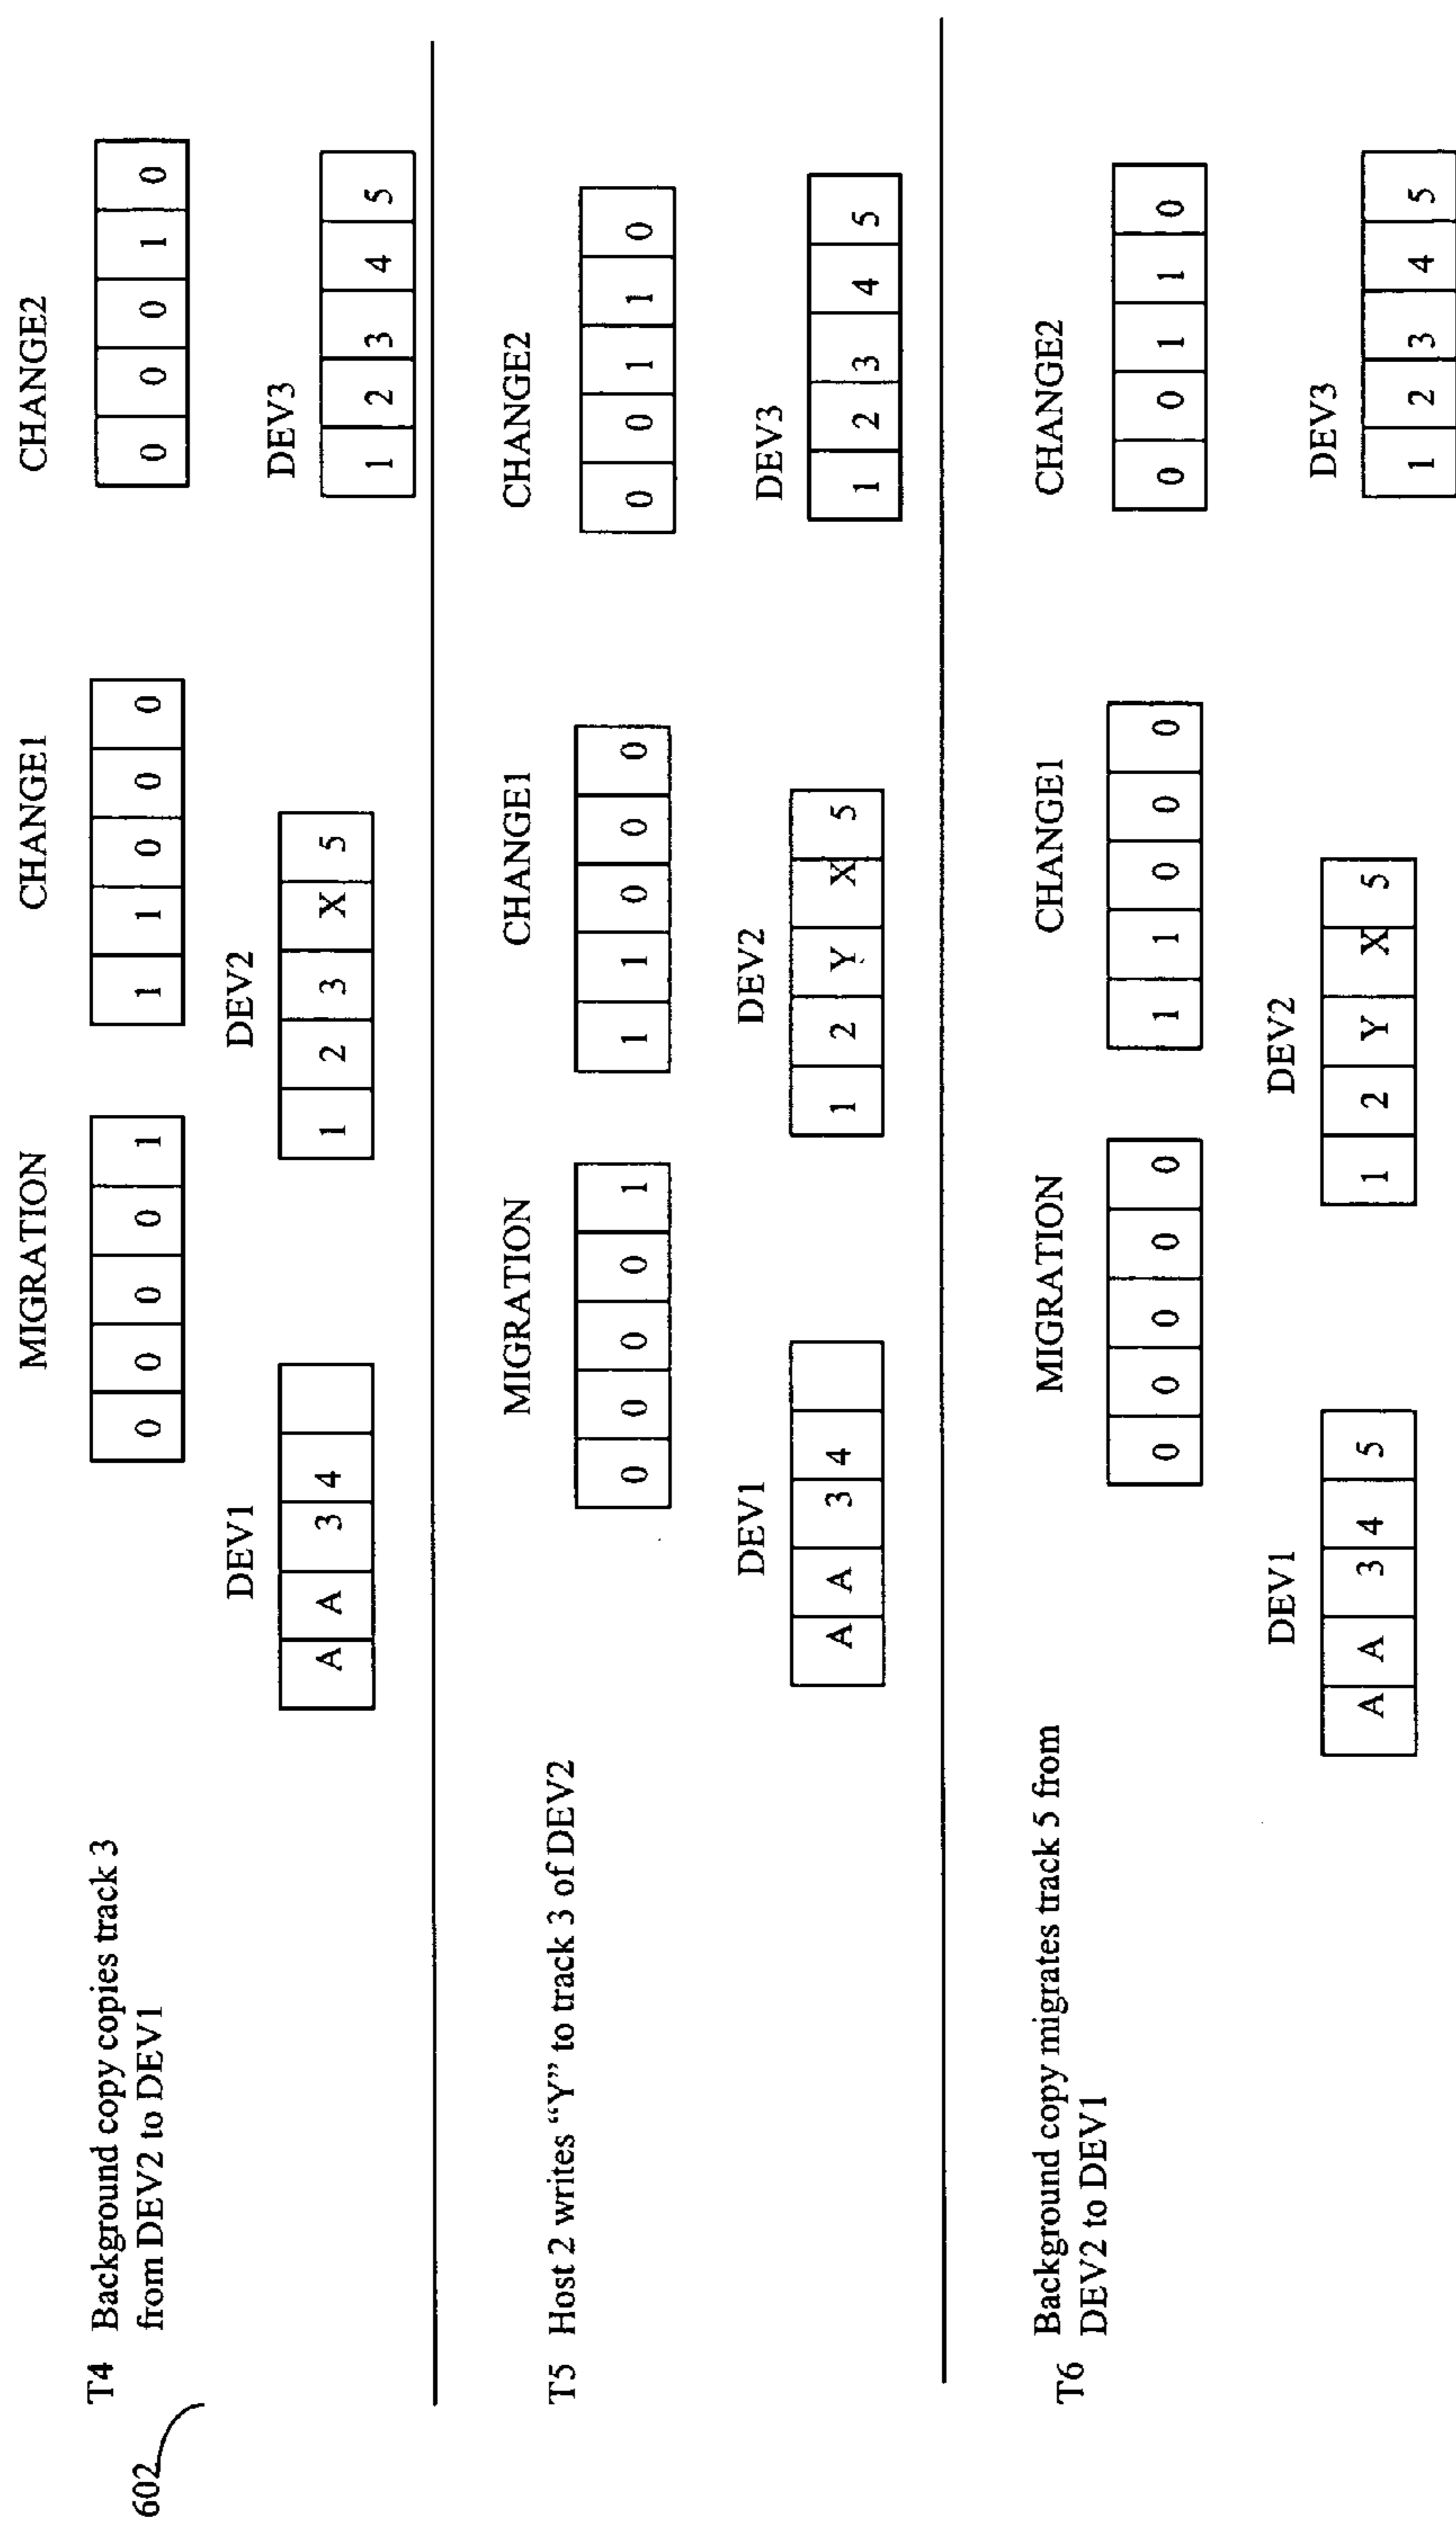 602
T4 Background copy copies track 3
from DEV2 to DEV1
MIGRATION
0 0 0 0 1
CHANGE1
1 1 0 0 0
CHANGE2
0 0 0 1 0
DEV1
A A 3 4
DEV2
1 2 3 X 5
DEV3
1 2 3 4 5
T5 Host 2 writes “Y” to track 3 of DEV2
MIGRATION
0 0 0 0 1
CHANGE1
1 1 0 0 0
CHANGE2
0 0 1 1 0
DEV1
A A 3 4
DEV2
1 2 Y X 5
DEV3
1 2 3 4 5
T6 Background copy migrates track 5 from
DEV2 to DEV1
MIGRATION
0 0 0 0 0
CHANGE1
1 1 0 0 0
CHANGE2
0 0 1 1 0
DEV1
A A 3 4 5
DEV2
1 2 Y X 5
DEV3
1 2 3 4 5